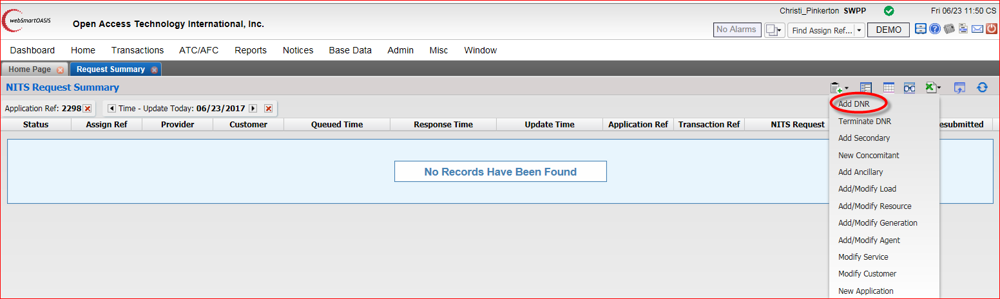 Christi_Pinkerton SWPP Fri 06/23 11:50 CS
webSmartOASIS
Open Access Technology International, Inc.
No Alarms Find Assign Ref... DEMO
Dashboard Home Transactions ATC/AFC Reports Notices Base Data Admin Misc Window
Home Page Request Summary
NITS Request Summary
Application Ref: 2298 Time - Update Today: 06/23/2017
Status Assign Ref Provider Customer Queued Time Response Time Update Time Application Ref Transaction Ref NITS Request esubmitted
No Records Have Been Found
Add DNR
Terminate DNR
Add Secondary
New Concomitant
Add Ancillary
Add/Modify Load
Add/Modify Resource
Add/Modify Generation
Add/Modify Agent
Modify Service
Modify Customer
New Application